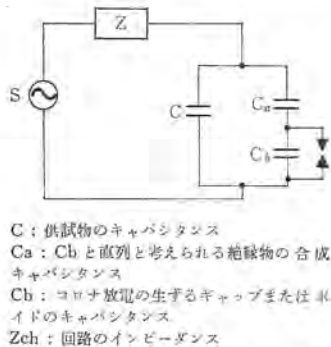 Z
S
C
Ca
Cb
C : 供試物のキャパシタンス
Ca : Cb と直列と考えられる絶縁物の合成
キャパシタンス
Cb : コロナ放電の生ずるギャップまたはボ
イドのキャパシタンス
Zch : 回路のインピーダンス